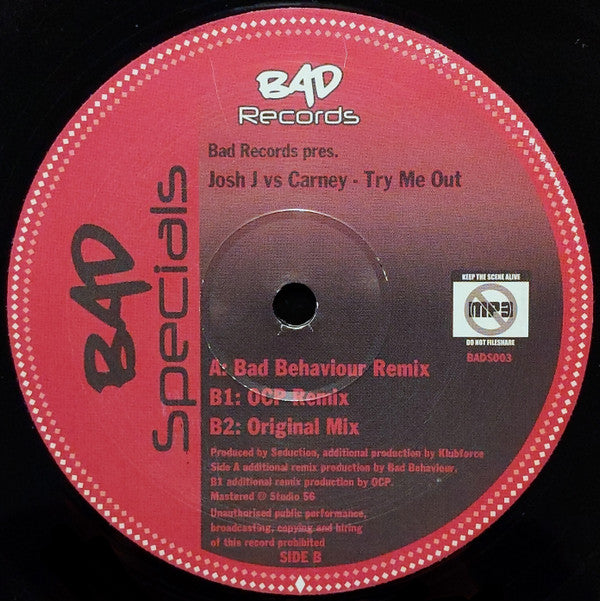 BAD
Records
Bad Records pres.
Josh J vs Carney - Try Me Out
BAD
Specials
KEEP THE SCENE ALIVE
MP3
DO NOT FILESHARE
BADS003
A: Bad Behaviour Remix
B1: OCP Remix
B2: Original Mix
Produced by Seduction, additional production by Klubforce
Side A additional remix production by Bad Behaviour.
B1 additional remix production by OCP.
Mastered @ Studio 56
Unauthorised public performance,
broadcasting, copying and hiring
of this record prohibited
SIDE B